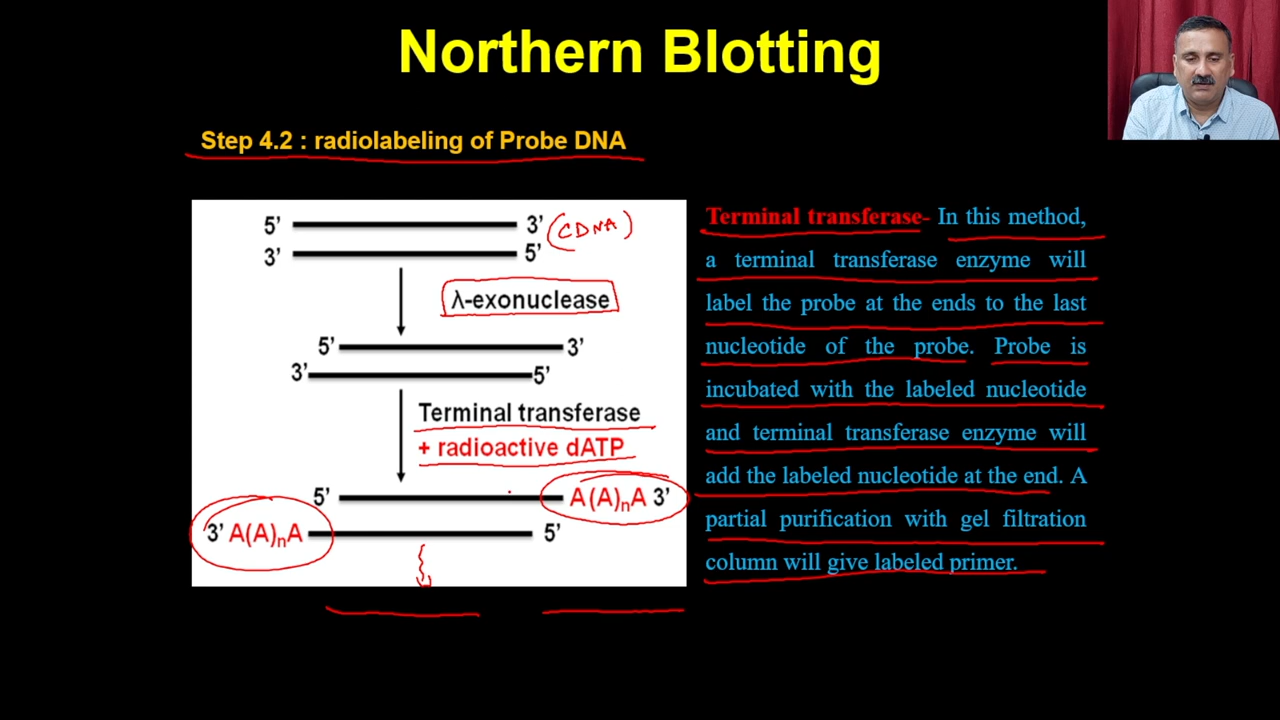 Northern Blotting
Step 4.2 : radiolabeling of Probe DNA
5’ 3’ (CDNA)
3’ 5’
λ-exonuclease
5’ 3’
3’ 5’
Terminal transferase
+ radioactive dATP
5’ A(A)nA 3’
3’ A(A)nA 5’
Terminal transferase- In this method,
a terminal transferase enzyme will
label the probe at the ends to the last
nucleotide of the probe. Probe is
incubated with the labeled nucleotide
and terminal transferase enzyme will
add the labeled nucleotide at the end. A
partial purification with gel filtration
column will give labeled primer.